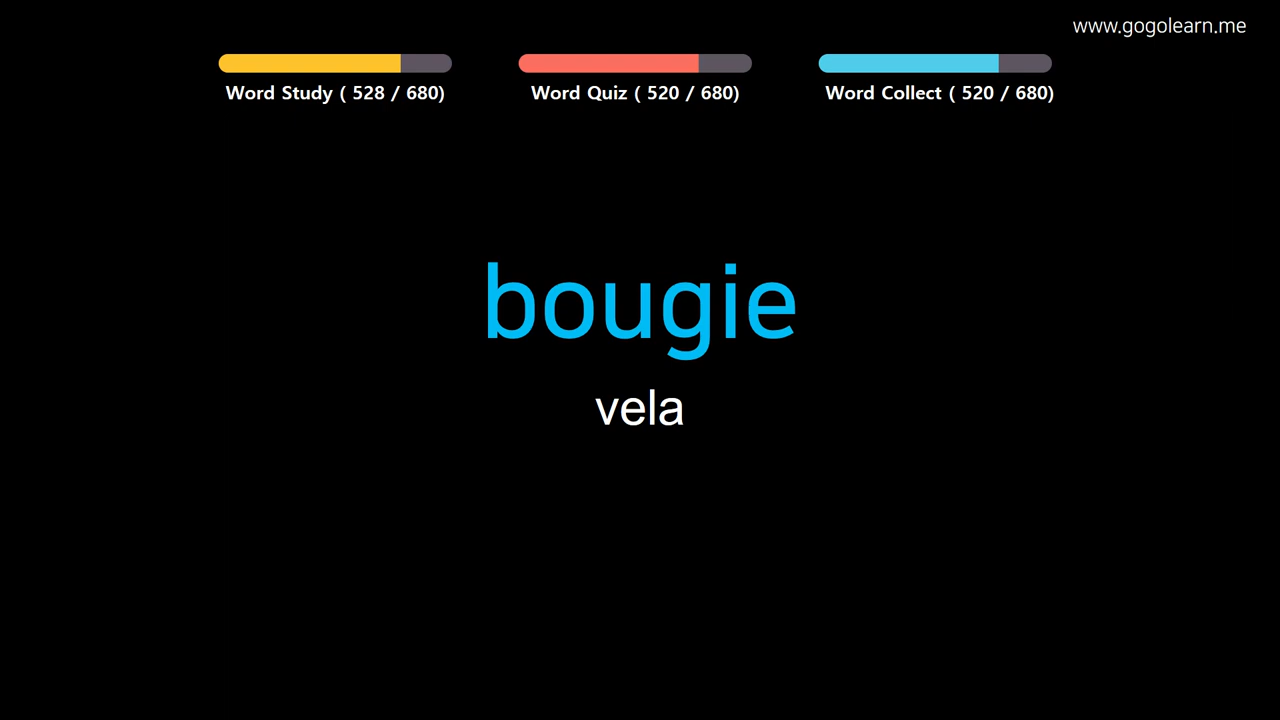 www.gogolearn.me
Word Study ( 528 / 680)
Word Quiz ( 520 / 680)
Word Collect ( 520 / 680)
bougie
vela